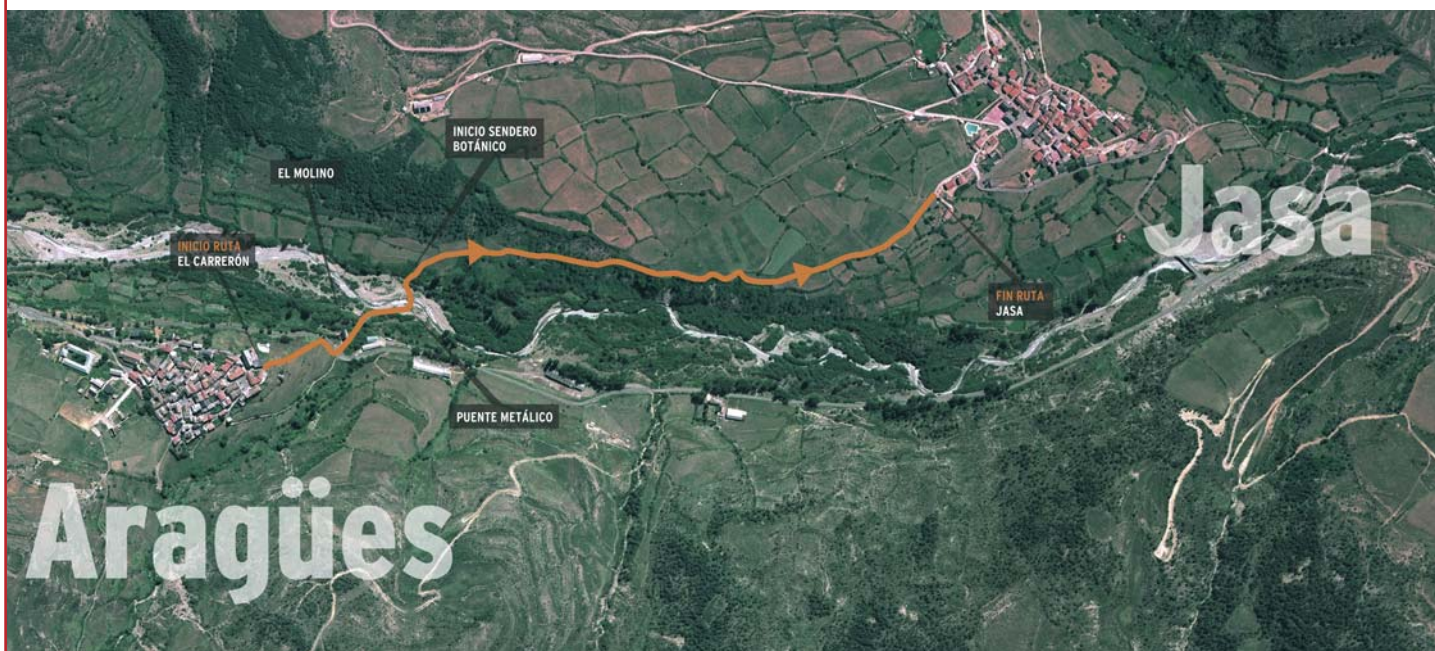 INICIO SENDERO
BOTÁNICO
EL MOLINO
INICIO RUTA
EL CARRERÓN
Jasa
FIN RUTA
JASA
PUENTE METÁLICO
Aragües